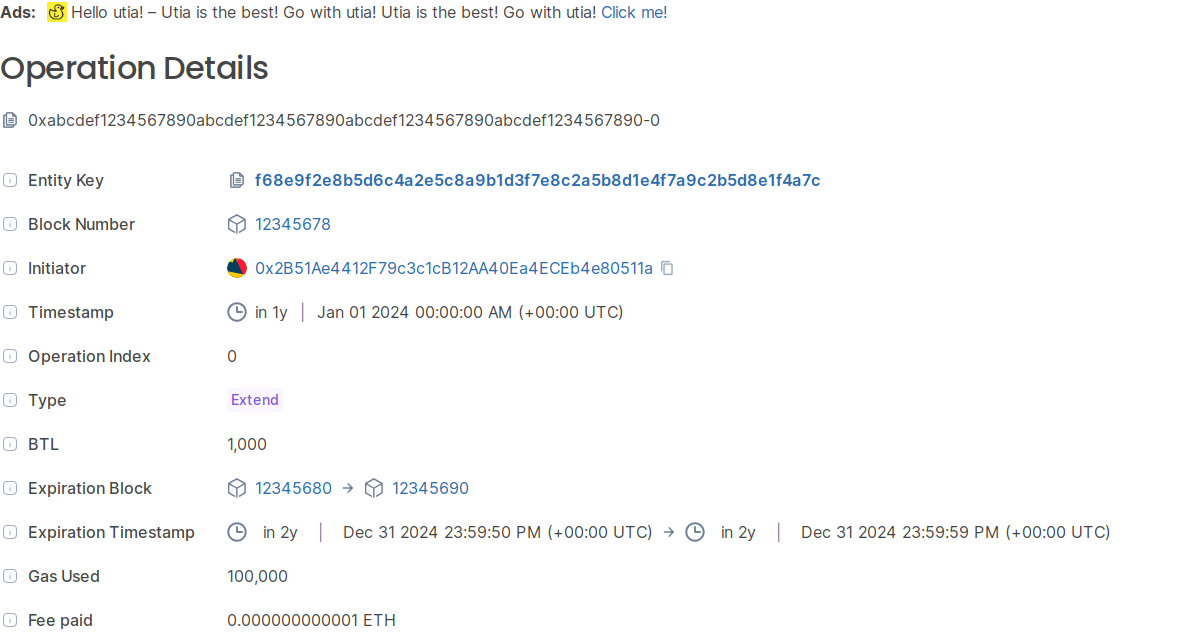 Ads: Hello utia! – Utia is the best! Go with utia! Utia is the best! Go with utia! Click me!
Operation Details
0xabcdef1234567890abcdef1234567890abcdef1234567890abcdef1234567890-0
Entity Key f68e9f2e8b5d6c4a2e5c8a9b1d3f7e8c2a5b8d1e4f7a9c2b5d8e1f4a7c
Block Number 12345678
Initiator 0x2B51Ae4412F79c3c1cB12AA40Ea4ECEb4e80511a
Timestamp in 1y | Jan 01 2024 00:00:00 AM (+00:00 UTC)
Operation Index 0
Type Extend
BTL 1,000
Expiration Block 12345680 → 12345690
Expiration Timestamp in 2y | Dec 31 2024 23:59:50 PM (+00:00 UTC) → in 2y | Dec 31 2024 23:59:59 PM (+00:00 UTC)
Gas Used 100,000
Fee paid 0.000000000001 ETH